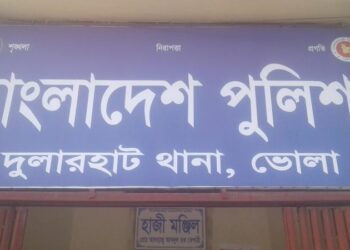 শৃঙ্খলা নিরাপত্তা প্রগতি
বাংলাদেশ পুলিশ
দুলারহাট থানা, ভোলা
হাজী মঞ্জিল